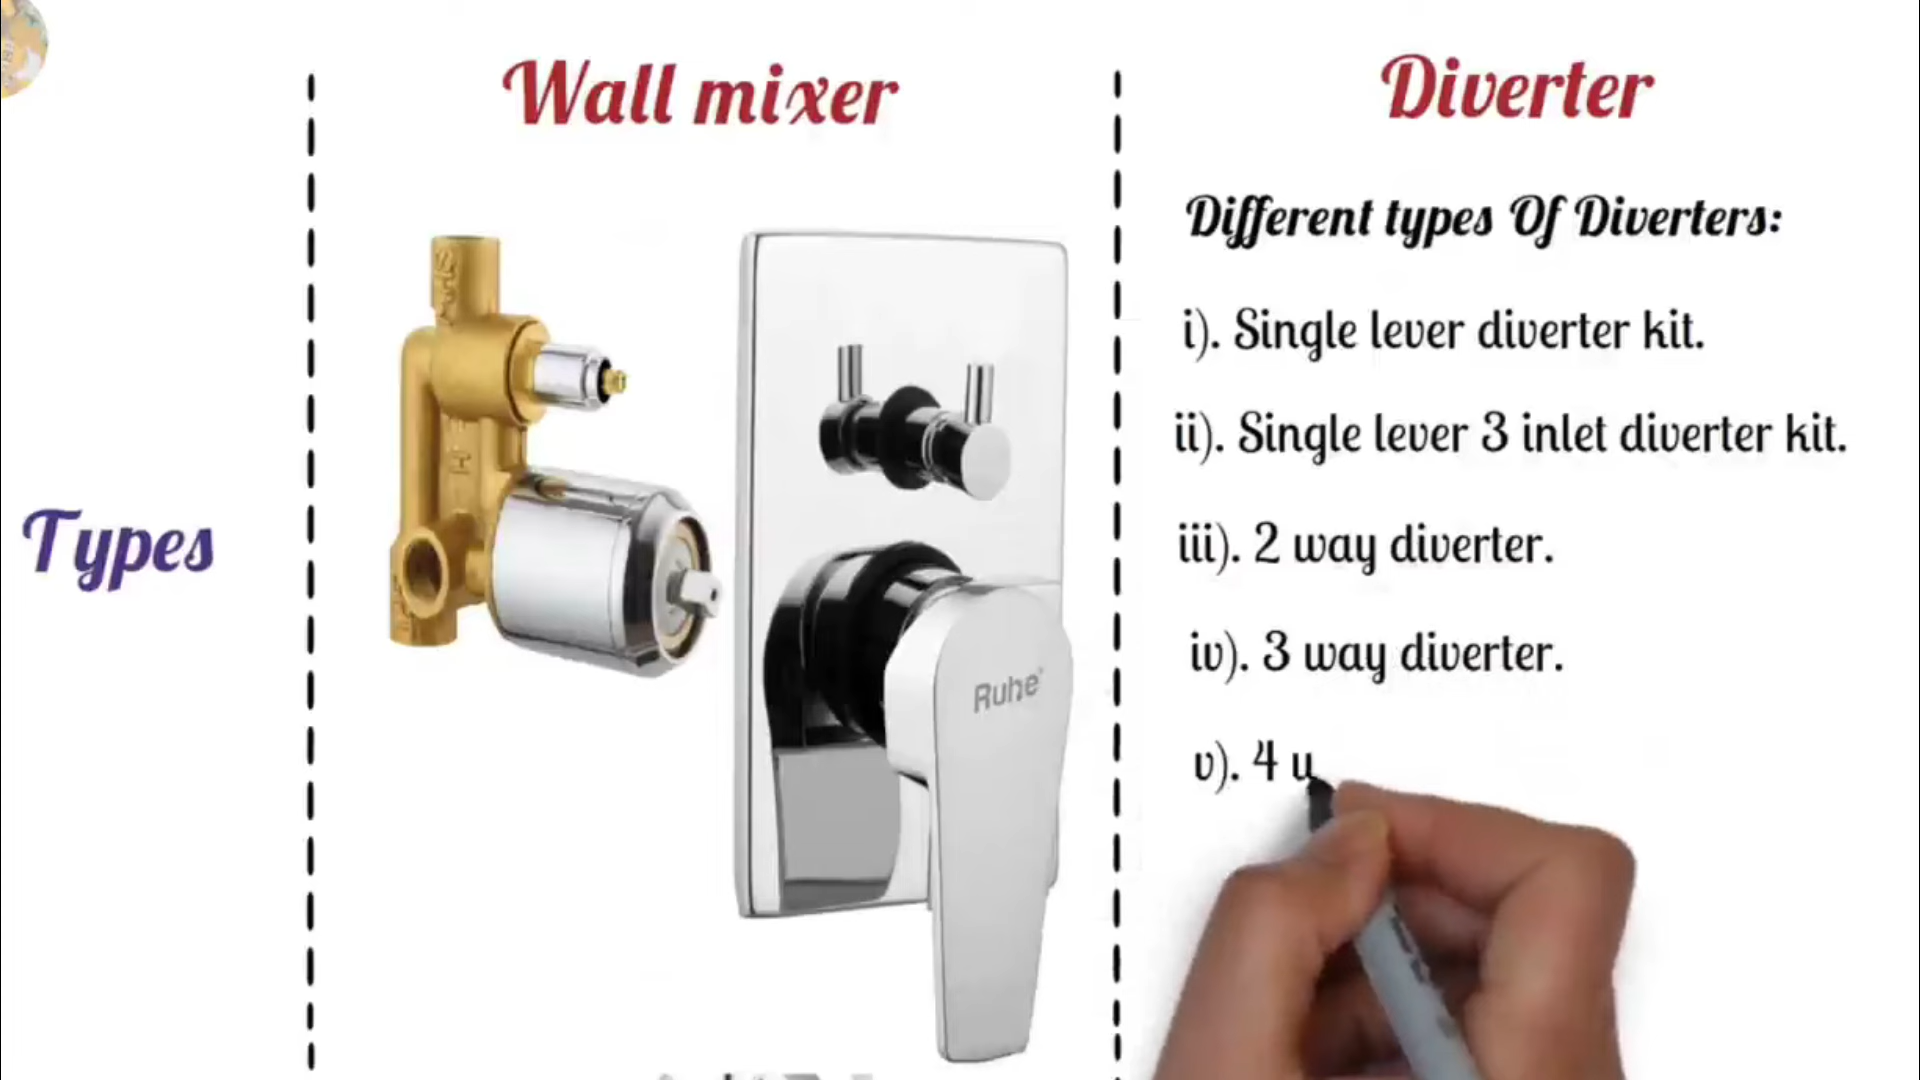 Wall mixer
Diverter
Types
Different types Of Diverters:
i). Single lever diverter kit.
ii). Single lever 3 inlet diverter kit.
iii). 2 way diverter.
iv). 3 way diverter.
v). 4
Ruhe